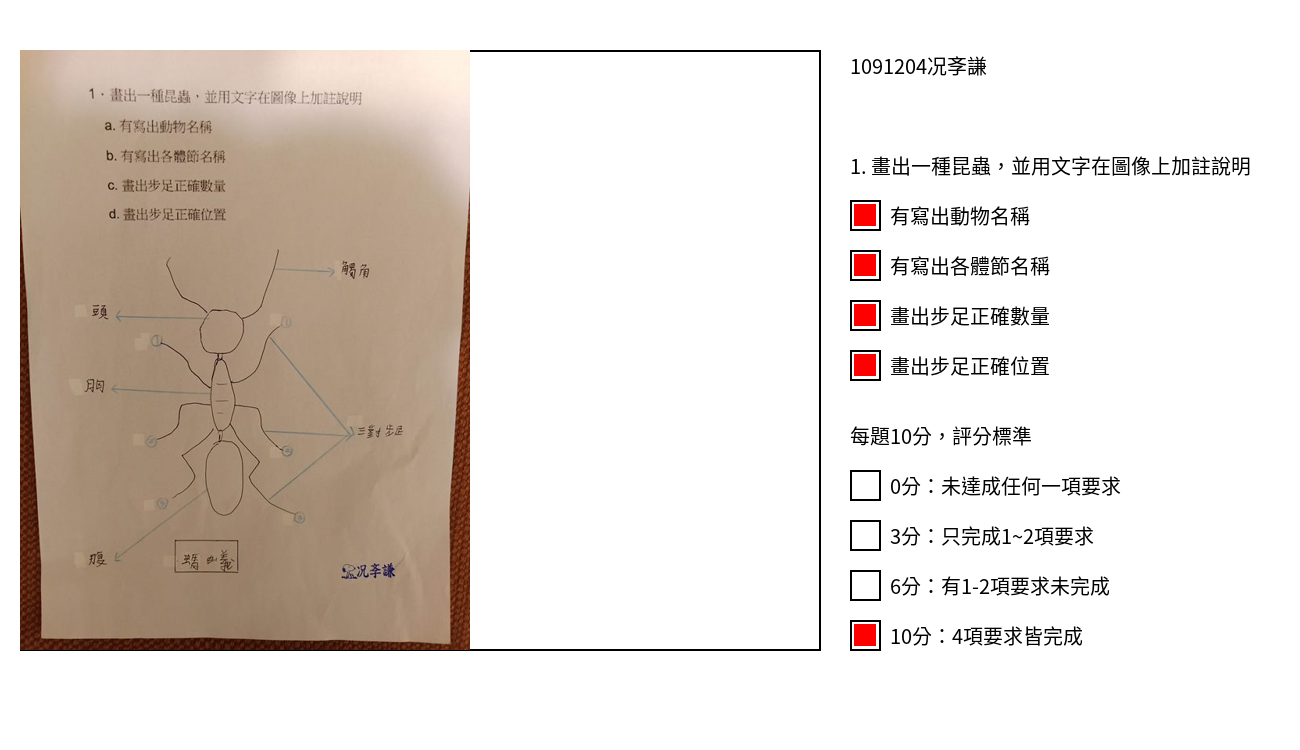 1．畫出一種昆蟲，並用文字在圖像上加註說明
a. 有寫出動物名稱
b. 有寫出各體節名稱
c. 畫出步足正確數量
d. 畫出步足正確位置
觸角
頭
①
①
胸
三對步足
②
②
③
③
腹
况李謙
1091204况李謙
1. 畫出一種昆蟲，並用文字在圖像上加註說明
有寫出動物名稱
有寫出各體節名稱
畫出步足正確數量
畫出步足正確位置
每題10分，評分標準
0分：未達成任何一項要求
3分：只完成1~2項要求
6分：有1-2項要求未完成
10分：4項要求皆完成